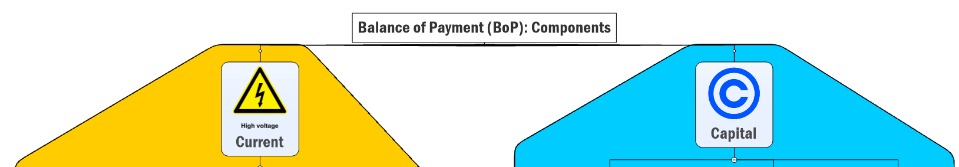 Balance of Payment (BoP): Components
High voltage
Current
C
Capital